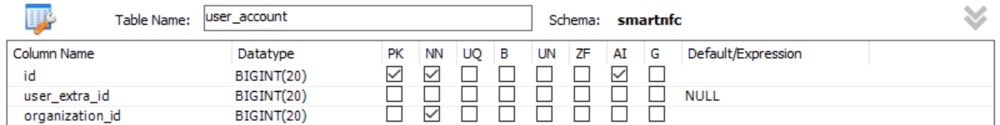 Table Name: user_account Schema: smartnfc
Column Name Datatype PK NN UQ B UN ZF AI G Default/Expression
id BIGINT(20)
user_extra_id BIGINT(20) NULL
organization_id BIGINT(20)